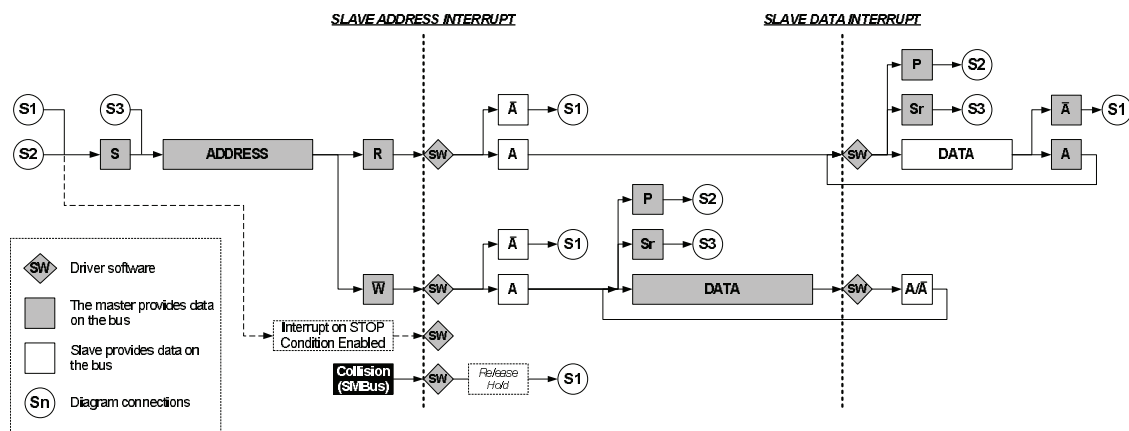 SLAVE ADDRESS INTERRUPT
SLAVE DATA INTERRUPT
P
S2
S1
S3
A̅
S1
Sr
S3
A̅
S1
S2
S
ADDRESS
R
SW
A
SW
DATA
A
P
S2
A̅
S1
Sr
S3
SW
Driver software
W̅
SW
A
DATA
SW
A/A̅
The master provides data
on the bus
Interrupt on STOP
Condition Enabled
SW
Slave provides data on
the bus
Collision
(SMBus)
SW
Release
Hold
S1
Sn
Diagram connections